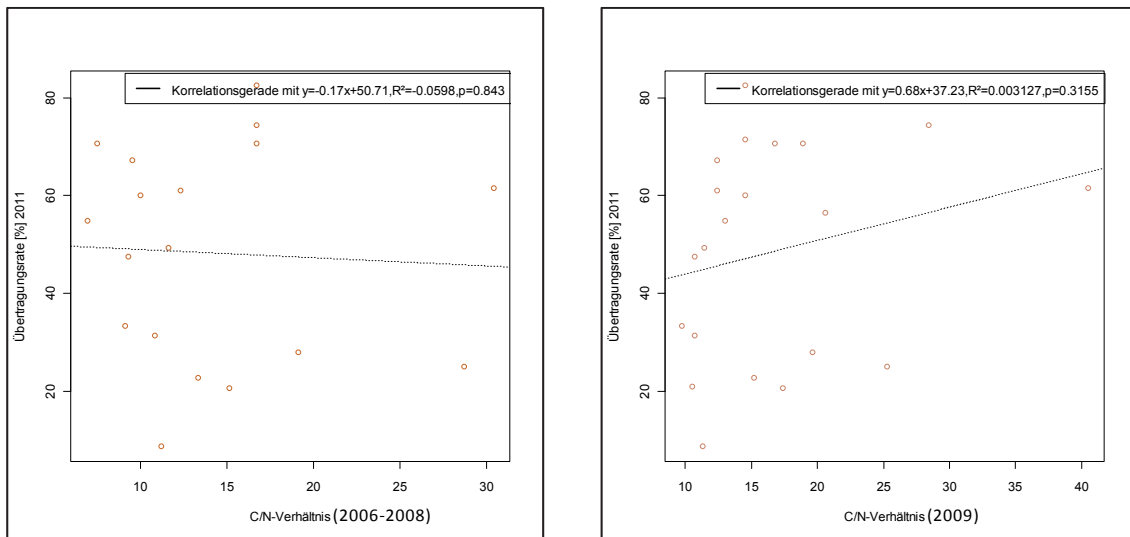 Korrelationsgerade mit y=-0.17x+50.71,R²=-0.0598,p=0.843
80
60
40
20
Übertragungsrate [%] 2011
10 15 20 25 30
C/N-Verhältnis (2006-2008)
Korrelationsgerade mit y=0.68x+37.23,R²=0.003127,p=0.3155
80
60
40
20
Übertragungsrate [%] 2011
10 15 20 25 30 35 40
C/N-Verhältnis (2009)